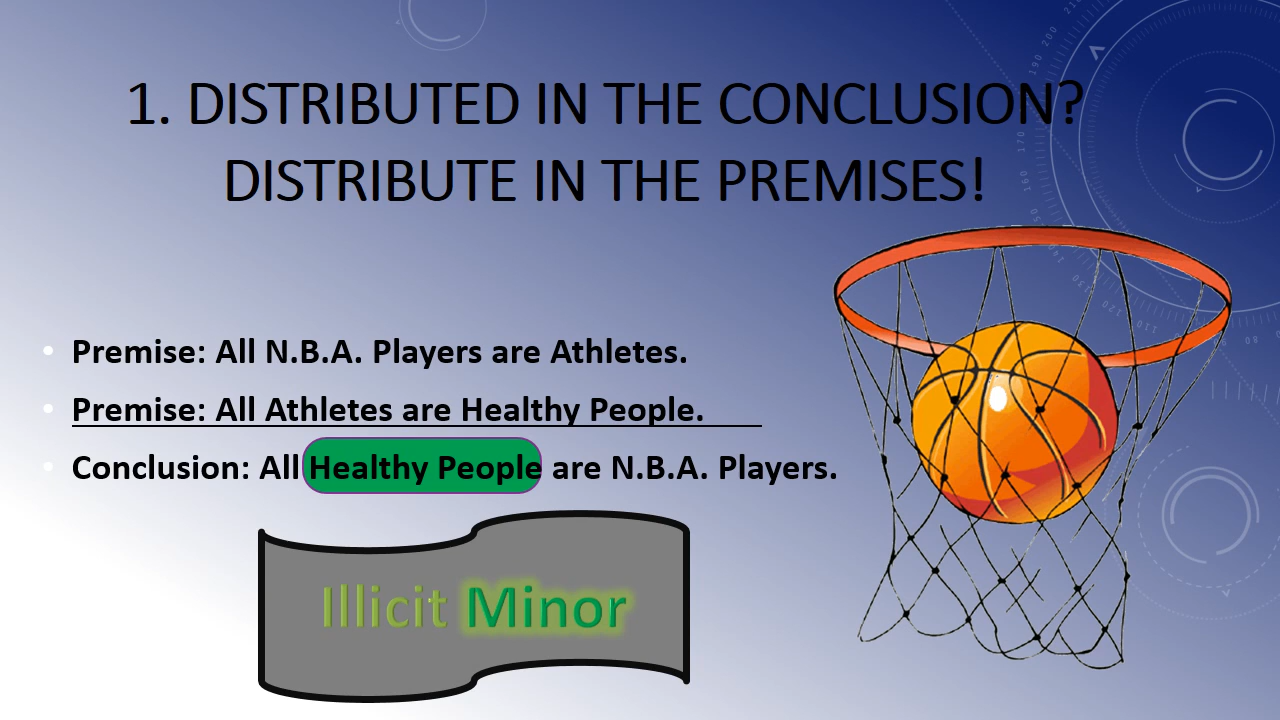 1. DISTRIBUTED IN THE CONCLUSION?
DISTRIBUTE IN THE PREMISES!
Premise: All N.B.A. Players are Athletes.
Premise: All Athletes are Healthy People.
Conclusion: All Healthy People are N.B.A. Players.
Illicit Minor